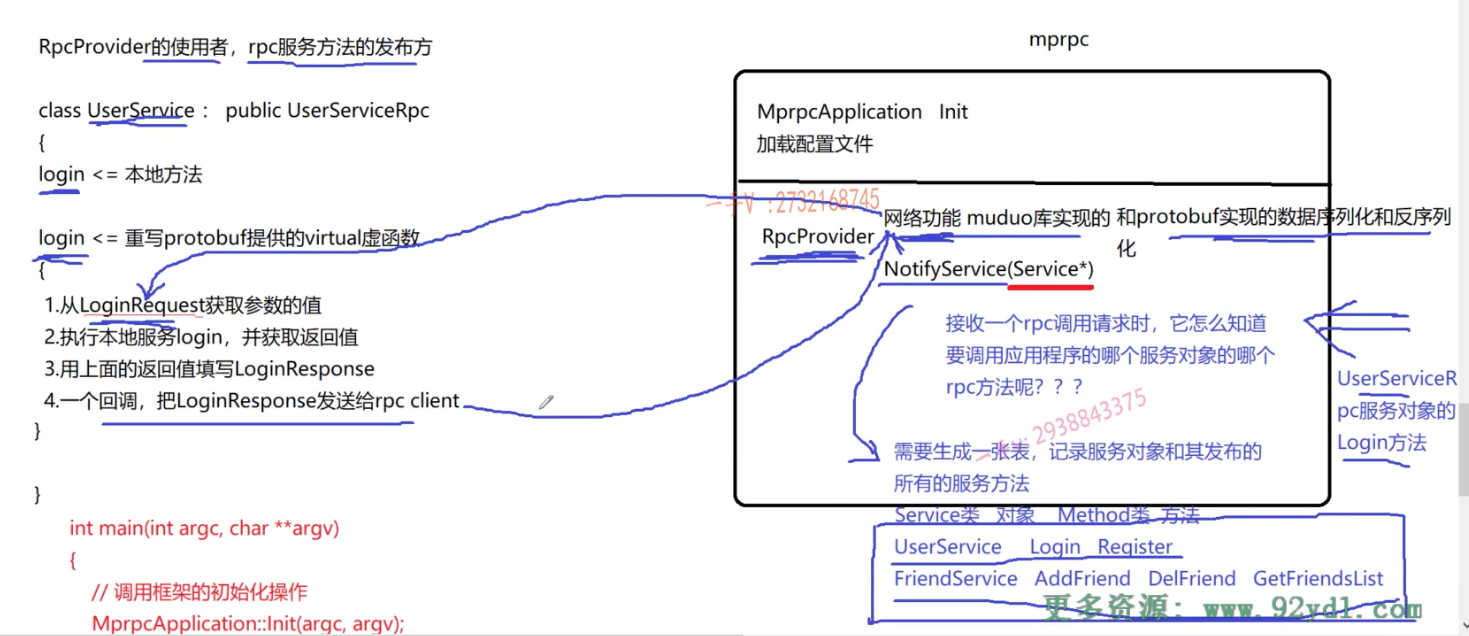 RpcProvider的使用者，rpc服务方法的发布方
class UserService： public UserServiceRpc
{
login <= 本地方法
login <= 重写protobuf提供的virtual虚函数
{
1.从LoginRequest获取参数的值
2.执行本地服务login，并获取返回值
3.用上面的返回值填写LoginResponse
4.一个回调，把LoginResponse发送给rpc client
}
}
int main(int argc, char **argv)
{
// 调用框架的初始化操作
MprpcApplication::Init(argc, argv);
mprpc
MprpcApplication Init
加载配置文件
:2732168745
RpcProvider
网络功能 muduo库实现的 和protobuf实现的数据序列化和反序列
化
NotifyService(Service*)
接收一个rpc调用请求时，它怎么知道
要调用应用程序的哪个服务对象的哪个
rpc方法呢？？？
2938843375
需要生成一张表，记录服务对象和其发布的
所有的服务方法
UserServiceR
pc服务对象的
Login方法
Service类 对象 Method类 方法
UserService Login Register
FriendService AddFriend DelFriend GetFriendsList
更多资源：www.92ydl.com